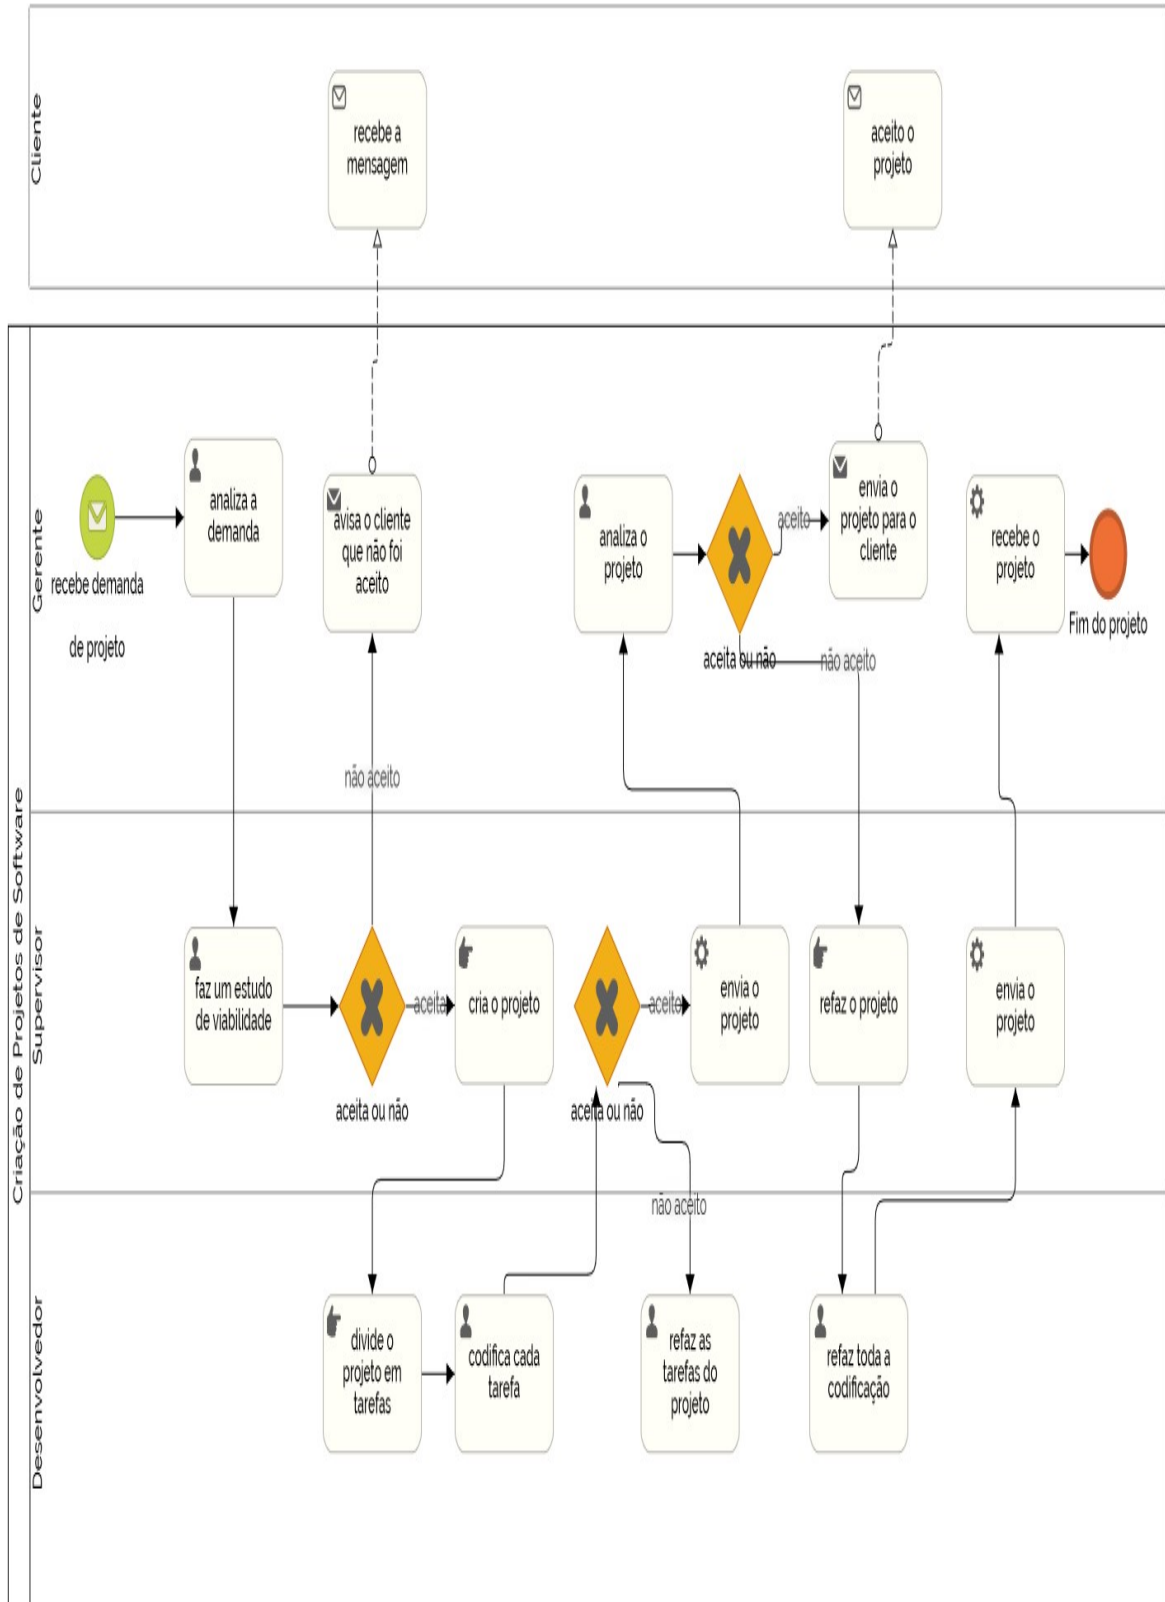 Cliente
recebe a
mensagem
aceito o
projeto
Criação de Projetos de Software
Gerente
recebe demanda
de projeto
analiza a
demanda
avisa o cliente
que não foi
aceito
não aceito
analiza o
projeto
aceita ou não
aceito
não aceito
envia o
projeto para o
cliente
recebe o
projeto
Fim do projeto
Supervisor
faz um estudo
de viabilidade
aceita ou não
aceita
cria o projeto
aceita ou não
aceito
não aceito
envia o
projeto
refaz o projeto
envia o
projeto
Desenvolvedor
divide o
projeto em
tarefas
codifica cada
tarefa
refaz as
tarefas do
projeto
refaz toda a
codificação